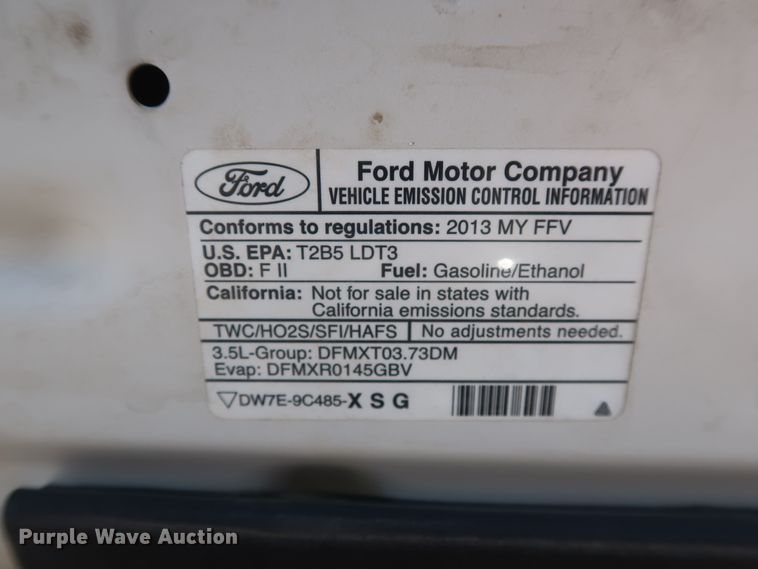 Ford
Ford Motor Company
VEHICLE EMISSION CONTROL INFORMATION
Conforms to regulations: 2013 MY FFV
U.S. EPA: T2B5 LDT3
OBD: F II Fuel: Gasoline/Ethanol
California: Not for sale in states with
California emissions standards.
TWC/HO2S/SFI/HAFS No adjustments needed.
3.5L-Group: DFMXT03.73DM
Evap: DFMXR0145GBV
▽DW7E-9C485-X S G
Purple Wave Auction